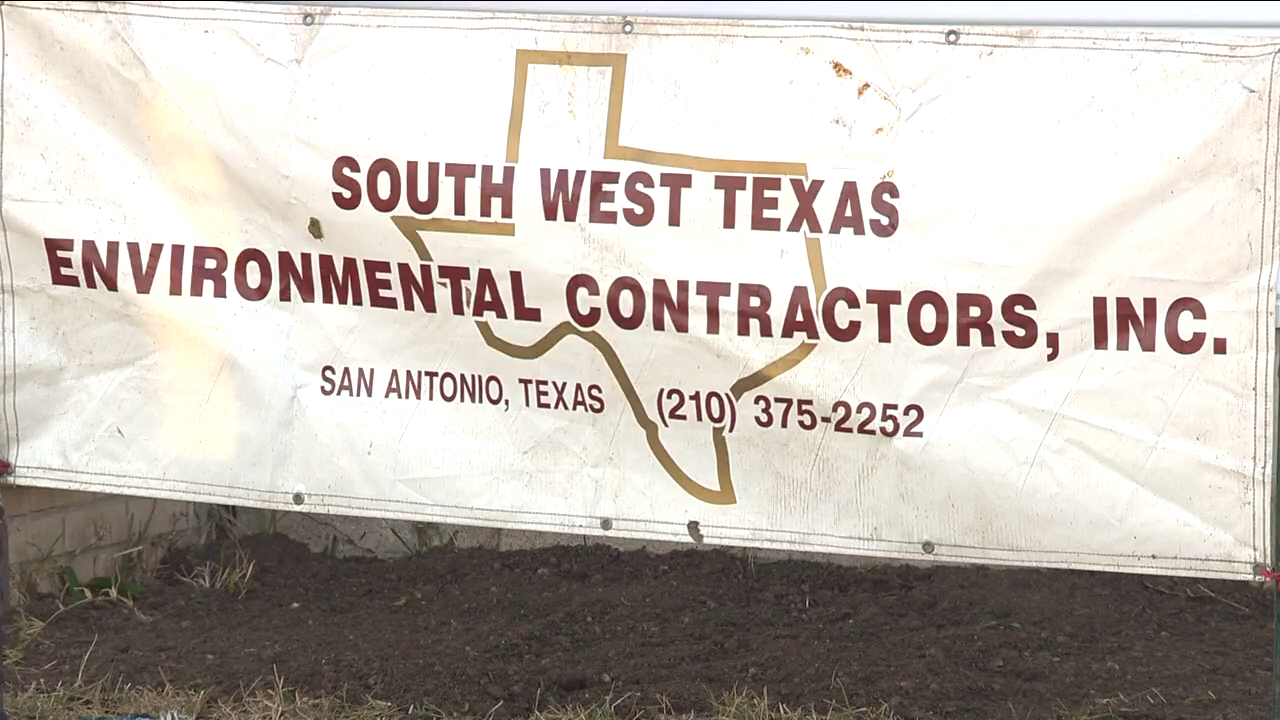 SOUTH WEST TEXAS
ENVIRONMENTAL CONTRACTORS, INC.
SAN ANTONIO, TEXAS (210) 375-2252